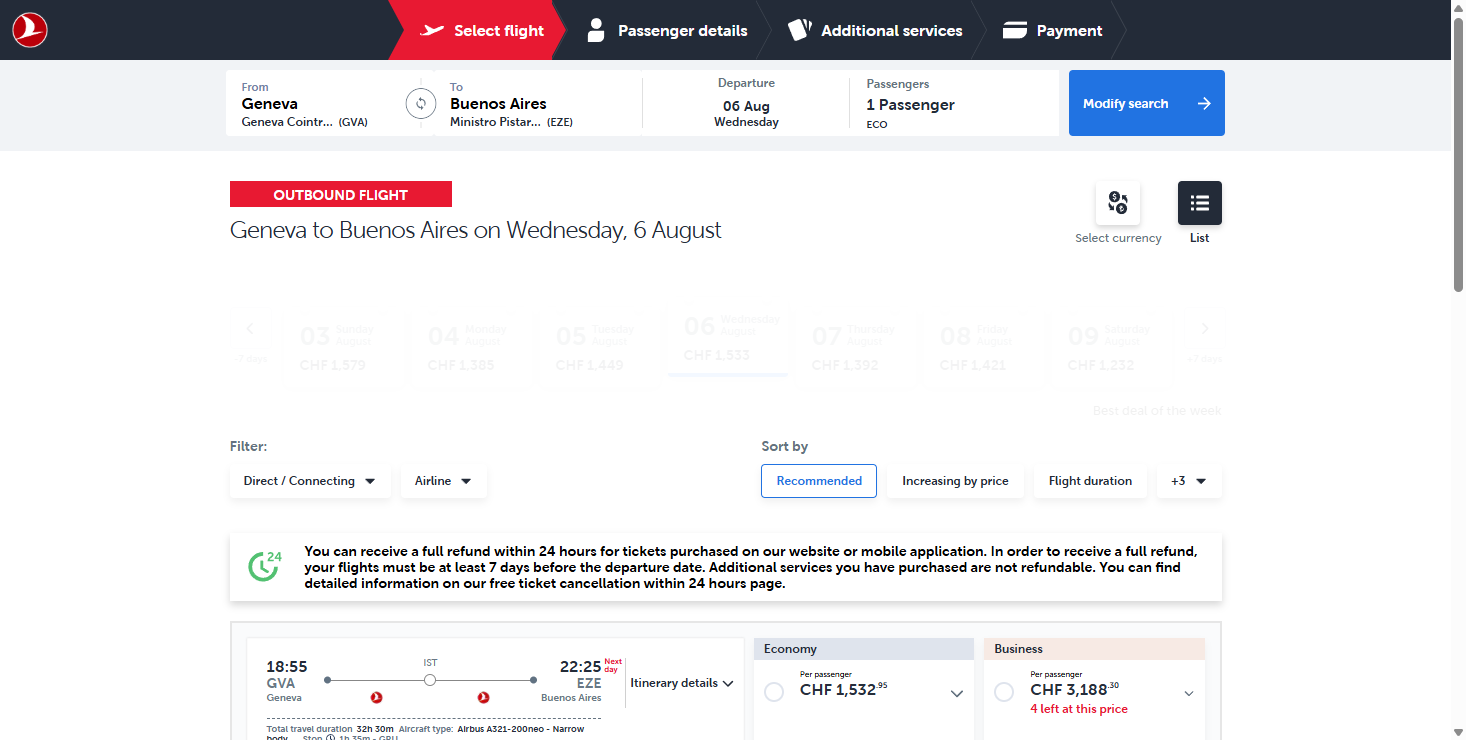 Select flight
Passenger details
Additional services
Payment
From
Geneva
Geneva Cointr... (GVA)
To
Buenos Aires
Ministro Pistar... (EZE)
Departure
06 Aug
Wednesday
Passengers
1 Passenger
ECO
Modify search
OUTBOUND FLIGHT
Geneva to Buenos Aires on Wednesday, 6 August
Select currency
List
-7 days
03 Sunday August
CHF 1,579
04 Monday August
CHF 1,385
05 Tuesday August
CHF 1,449
06 Wednesday August
CHF 1,533
07 Thursday August
CHF 1,392
08 Friday August
CHF 1,421
09 Saturday August
CHF 1,232
+7 days
Best deal of the week
Filter:
Direct / Connecting
Airline
Sort by
Recommended
Increasing by price
Flight duration
+3
24
You can receive a full refund within 24 hours for tickets purchased on our website or mobile application. In order to receive a full refund,
your flights must be at least 7 days before the departure date. Additional services you have purchased are not refundable. You can find
detailed information on our free ticket cancellation within 24 hours page.
18:55
GVA
Geneva
IST
22:25 Next day
EZE
Buenos Aires
Itinerary details
Total travel duration 32h 30m Aircraft type: Airbus A321-200neo - Narrow
body Stop 1h 35m - GRU
Economy
Per passenger
CHF 1,532.95
Business
Per passenger
CHF 3,188.30
4 left at this price